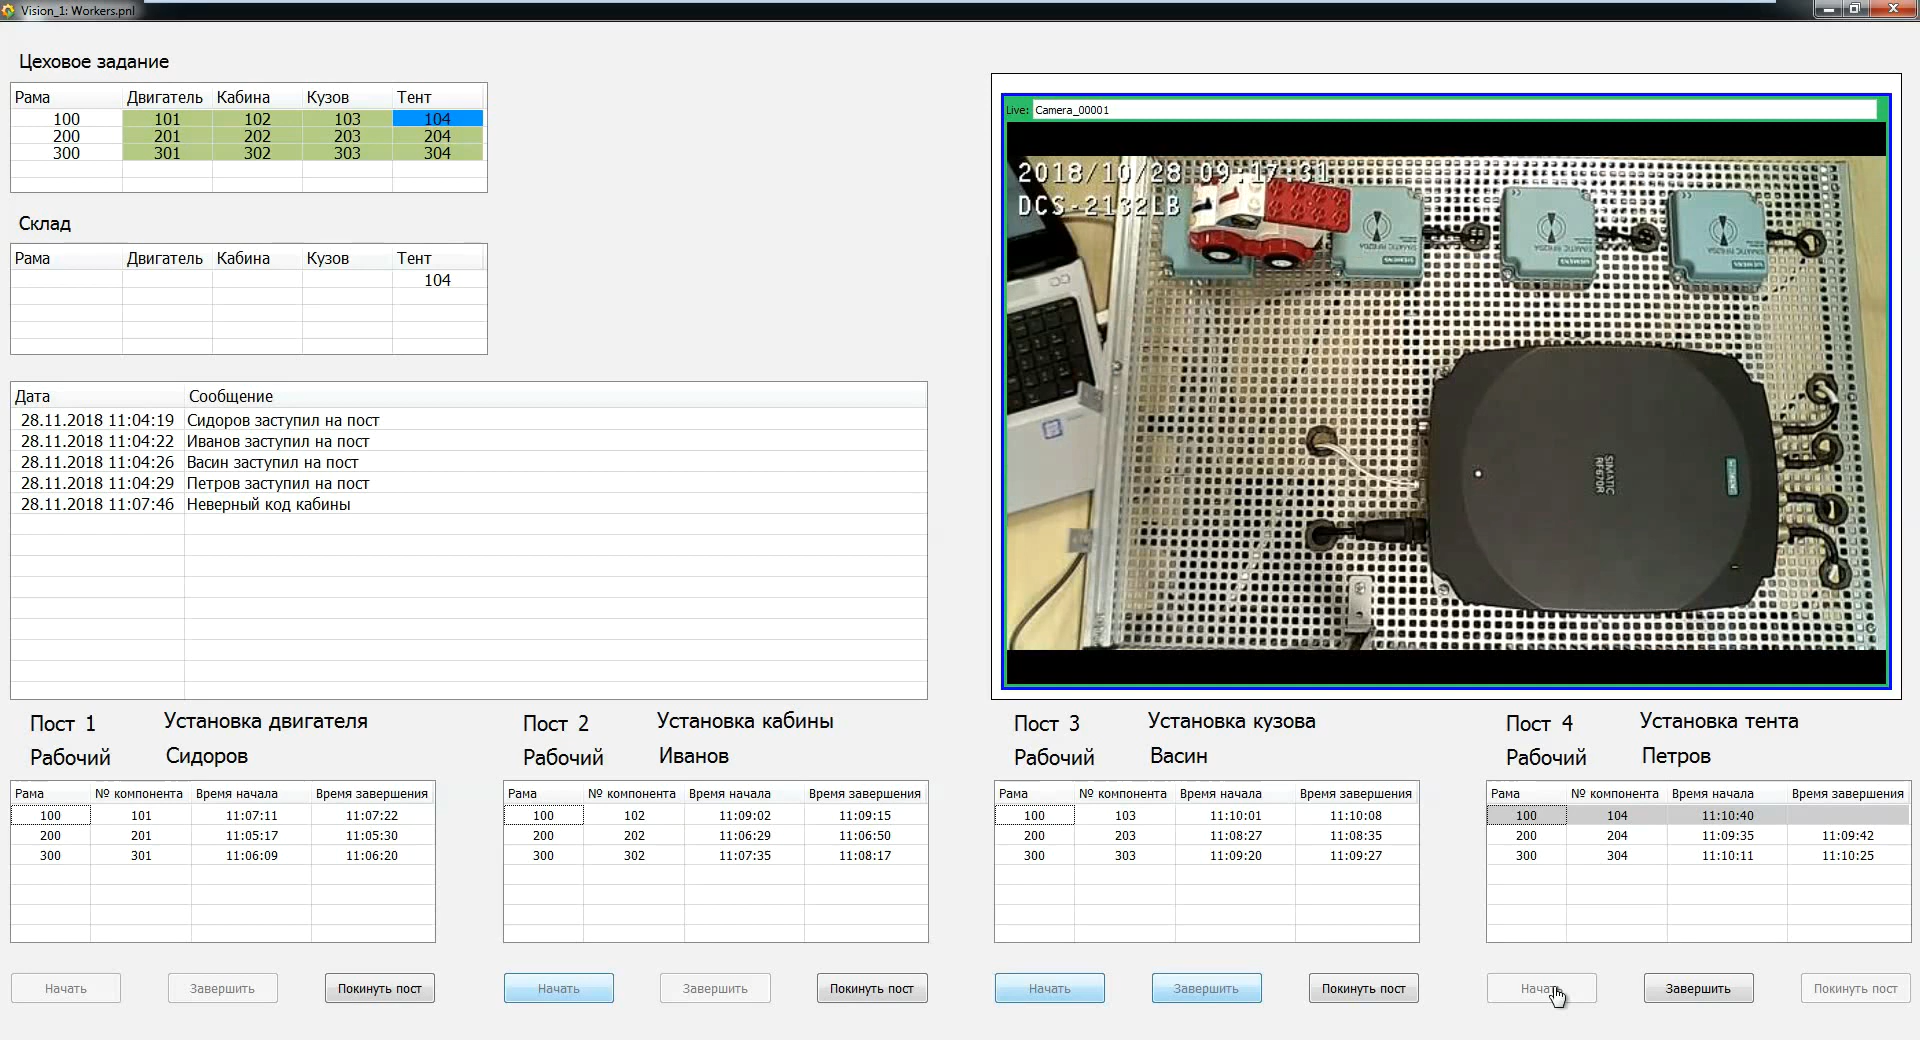 Vision_1: Workers.pnl
Цеховое задание
Рама Двигатель Кабина Кузов Тент
100 101 102 103 104
200 201 202 203 204
300 301 302 303 304
Склад
Рама Двигатель Кабина Кузов Тент
104
Дата Сообщение
28.11.2018 11:04:19 Сидоров заступил на пост
28.11.2018 11:04:22 Иванов заступил на пост
28.11.2018 11:04:26 Васин заступил на пост
28.11.2018 11:04:29 Петров заступил на пост
28.11.2018 11:07:46 Неверный код кабины
Live: Camera_00001
2018/10/28 09:17:31
DCS-2132LB
SIMATIC RF620A
SIEMENS
SIMATIC RF620A
SIEMENS
SIMATIC RF620A
SIEMENS
SIMATIC
RF670R
SIEMENS
Пост 1 Установка двигателя
Рабочий Сидоров
Рама № компонента Время начала Время завершения
100 101 11:07:11 11:07:22
200 201 11:05:17 11:05:30
300 301 11:06:09 11:06:20
Начать Завершить Покинуть пост
Пост 2 Установка кабины
Рабочий Иванов
Рама № компонента Время начала Время завершения
100 102 11:09:02 11:09:15
200 202 11:06:29 11:06:50
300 302 11:07:35 11:08:17
Начать Завершить Покинуть пост
Пост 3 Установка кузова
Рабочий Васин
Рама № компонента Время начала Время завершения
100 103 11:10:01 11:10:08
200 203 11:08:27 11:08:35
300 303 11:09:20 11:09:27
Начать Завершить Покинуть пост
Пост 4 Установка тента
Рабочий Петров
Рама № компонента Время начала Время завершения
100 104 11:10:40
200 204 11:09:35 11:09:42
300 304 11:10:11 11:10:25
Начать Завершить Покинуть пост